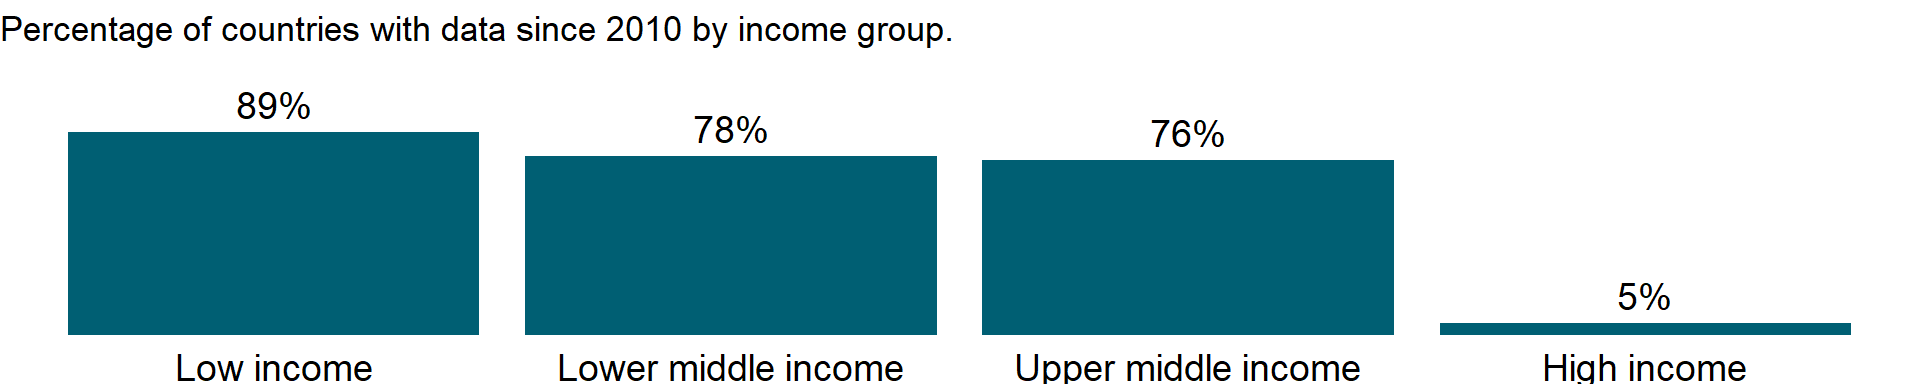 Percentage of countries with data since 2010 by income group.
89%
78%
76%
5%
Low income
Lower middle income
Upper middle income
High income